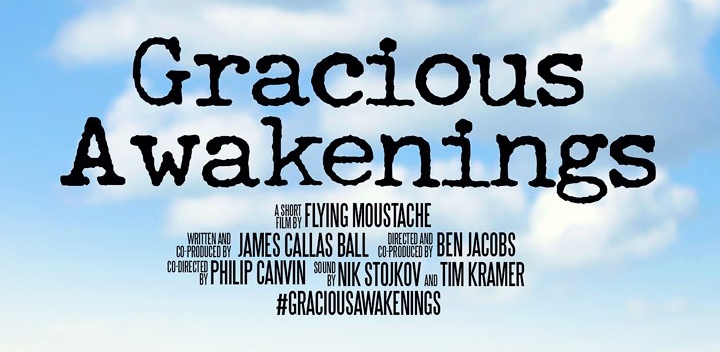 Gracious
Awakenings
A SHORT FILM BY FLYING MOUSTACHE
WRITTEN AND CO-PRODUCED BY JAMES CALLAS BALL DIRECTED AND CO-PRODUCED BY BEN JACOBS
CO-DIRECTED BY PHILIP CANVIN SOUND BY NIK STOJKOV AND TIM KRAMER
#GRACIOUSAWAKENINGS